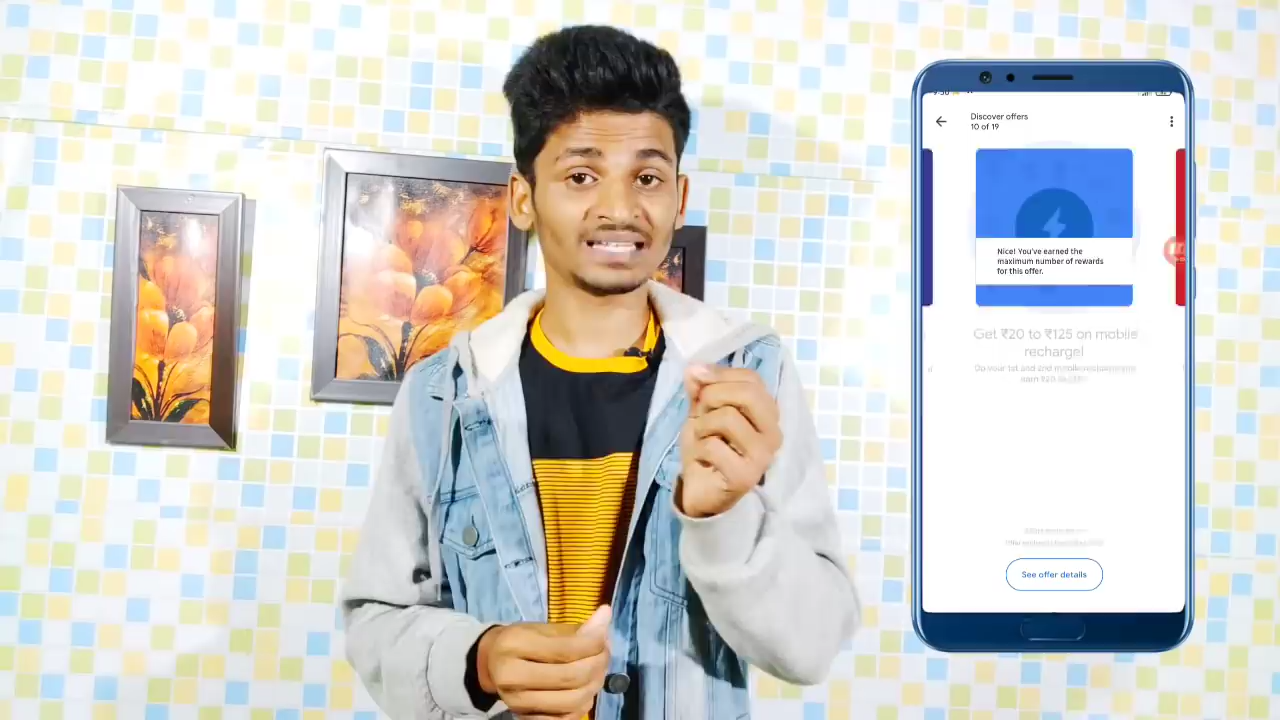 Discover offers
10 of 19
Nice! You've earned the
maximum number of rewards
for this offer.
Get ₹20 to ₹125 on mobile
recharge!
See offer details